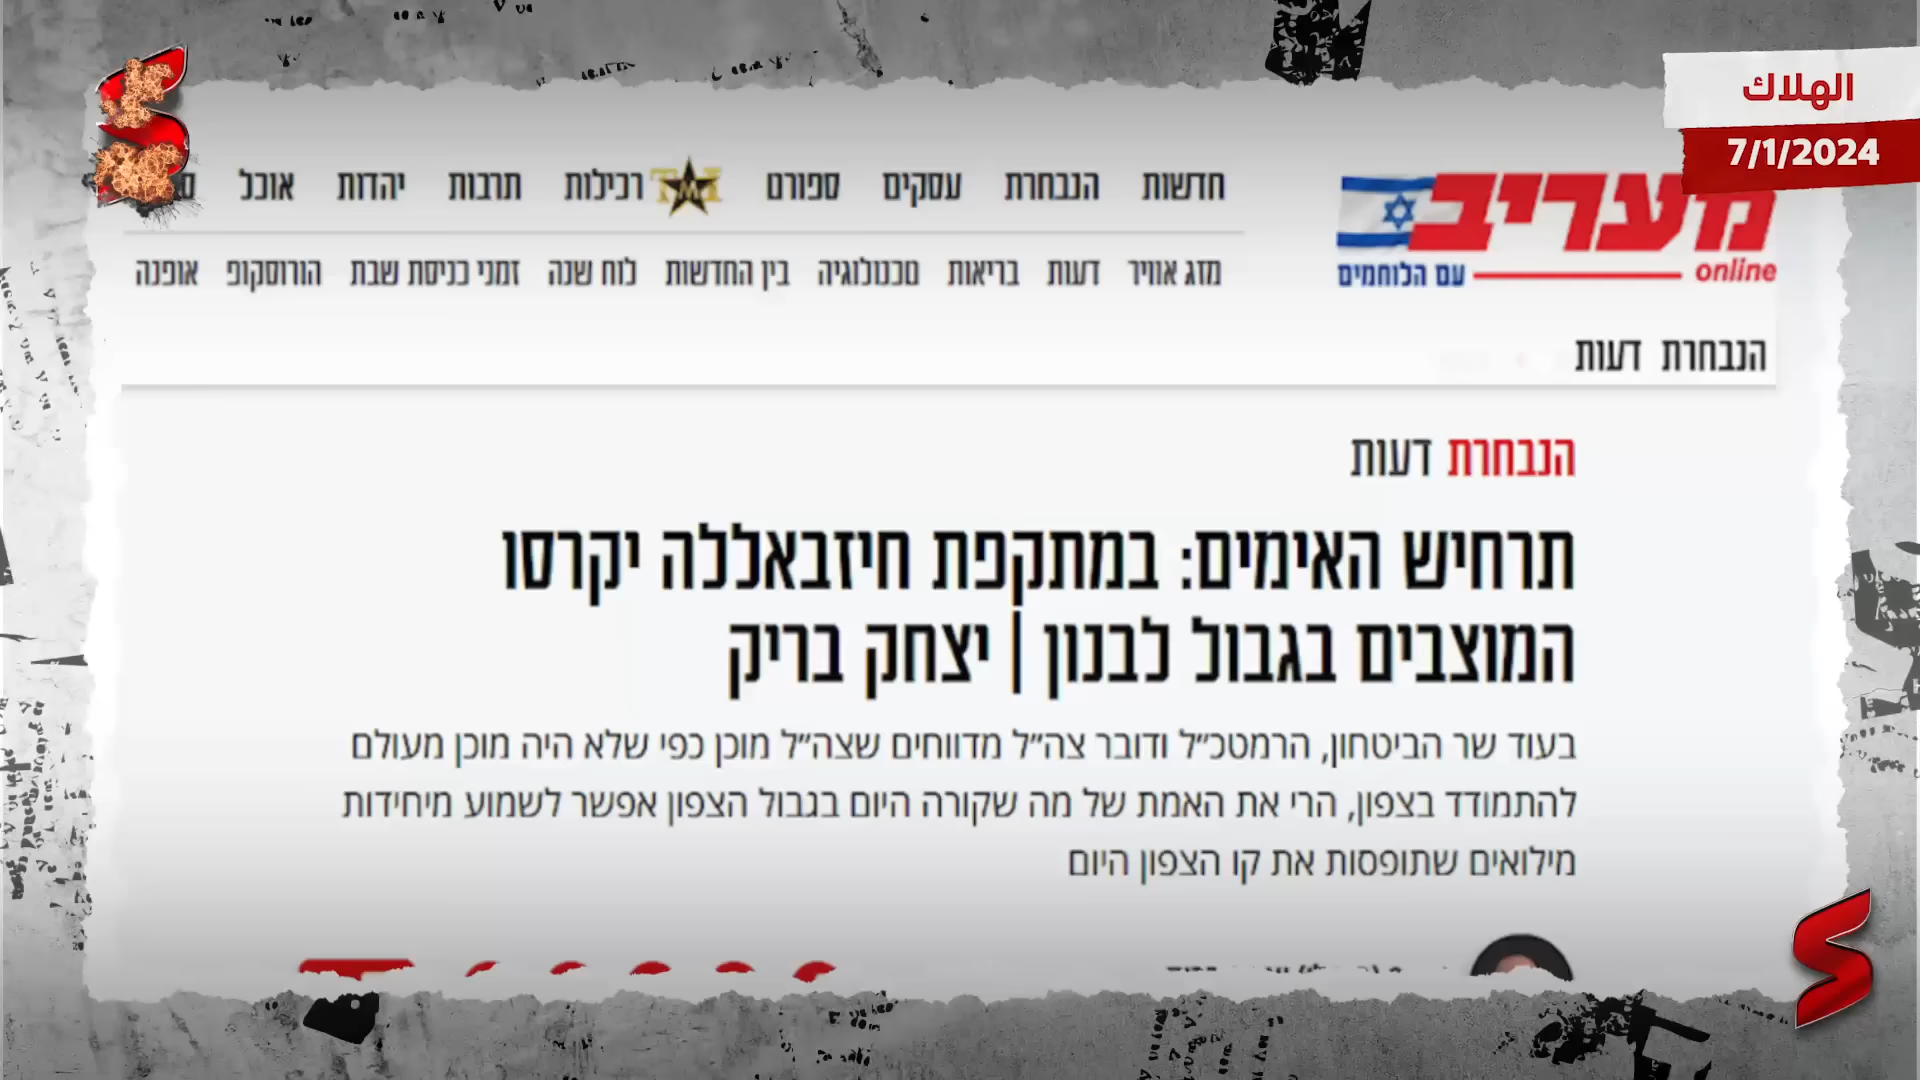 الهلاك
7/1/2024
מעריב
online
עם הלוחמים
חדשות הנבחרת עסקים ספורט TMI רכילות תרבות יהדות אוכל
מזג אוויר דעות בריאות טכנולוגיה בין החדשות לוח שנה זמני כניסת שבת הורוסקופ אופנה
הנבחרת דעות
הנבחרת דעות
תרחיש האימים: במתקפת חיזבאללה יקרסו
המוצבים בגבול לבנון | יצחק בריק
בעוד שר הביטחון, הרמטכ״ל ודובר צה״ל מדווחים שצה״ל מוכן כפי שלא היה מוכן מעולם
להתמודד בצפון, הרי את האמת של מה שקורה היום בגבול הצפון אפשר לשמוע מיחידות
מילואים שתופסות את קו הצפון היום